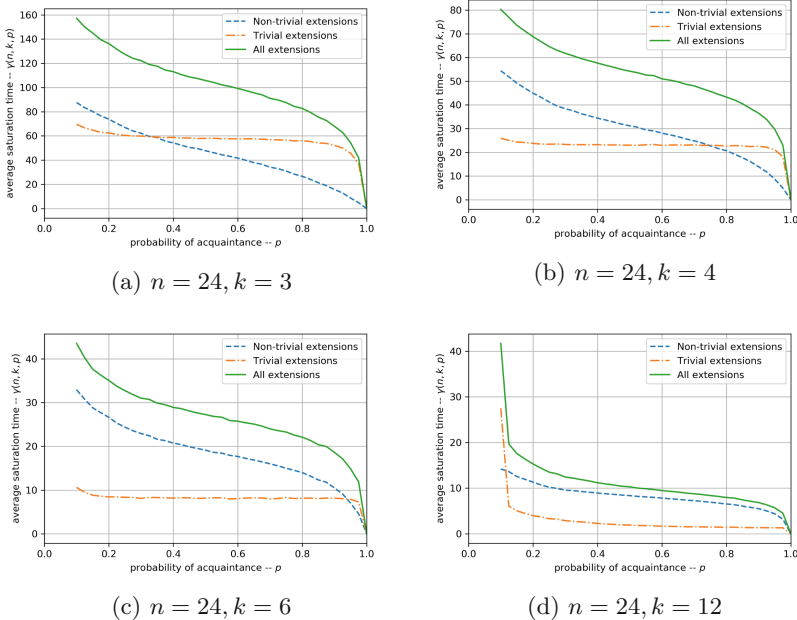 160
140
120
100
80
60
40
20
0
0.0 0.2 0.4 0.6 0.8 1.0
average saturation time -- γ(n, k, p)
probability of acquaintance -- p
Non-trivial extensions
Trivial extensions
All extensions
(a) n = 24, k = 3
80
70
60
50
40
30
20
10
0
0.0 0.2 0.4 0.6 0.8 1.0
average saturation time -- γ(n, k, p)
probability of acquaintance -- p
Non-trivial extensions
Trivial extensions
All extensions
(b) n = 24, k = 4
40
30
20
10
0
0.0 0.2 0.4 0.6 0.8 1.0
average saturation time -- γ(n, k, p)
probability of acquaintance -- p
Non-trivial extensions
Trivial extensions
All extensions
(c) n = 24, k = 6
40
30
20
10
0
0.0 0.2 0.4 0.6 0.8 1.0
average saturation time -- γ(n, k, p)
probability of acquaintance -- p
Non-trivial extensions
Trivial extensions
All extensions
(d) n = 24, k = 12